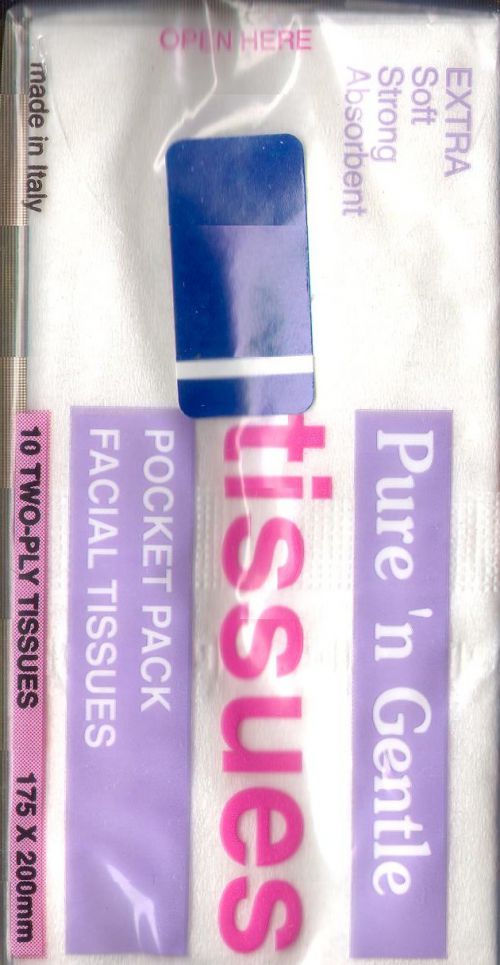 OPEN HERE
EXTRA
Soft
Strong
Absorbent
Pure 'n Gentle
tissues
POCKET PACK
FACIAL TISSUES
made in Italy
10 TWO-PLY TISSUES 175 X 200mm